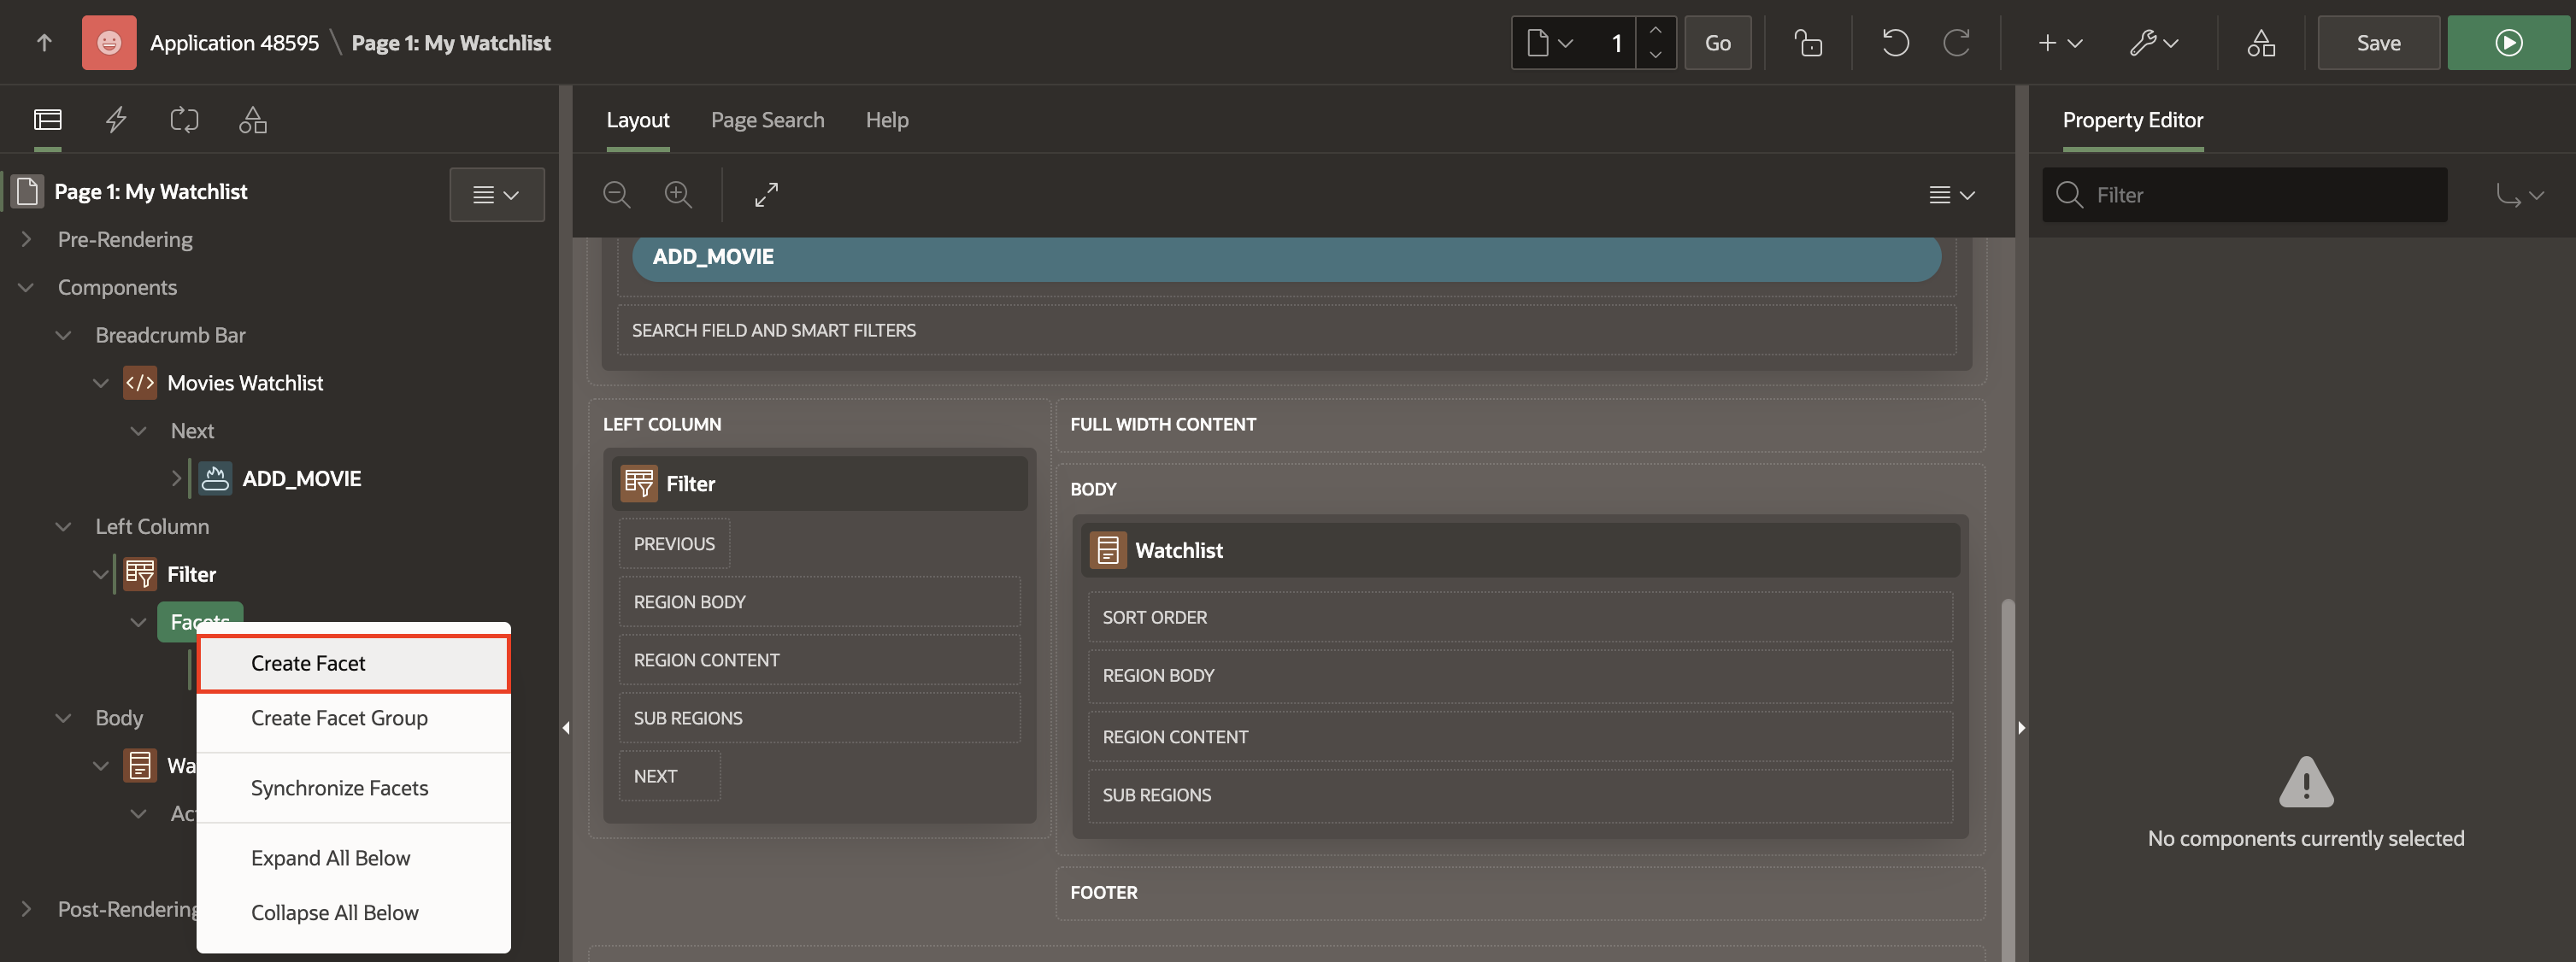 Application 48595 \ Page 1: My Watchlist
1
Go
Save
Page 1: My Watchlist
Pre-Rendering
Components
Breadcrumb Bar
Movies Watchlist
Next
ADD_MOVIE
Left Column
Filter
Facets
Create Facet
Create Facet Group
Synchronize Facets
Expand All Below
Collapse All Below
Body
Wa
Ac
Post-Rendering
Layout
Page Search
Help
ADD_MOVIE
SEARCH FIELD AND SMART FILTERS
LEFT COLUMN
Filter
PREVIOUS
REGION BODY
REGION CONTENT
SUB REGIONS
NEXT
FULL WIDTH CONTENT
BODY
Watchlist
SORT ORDER
REGION BODY
REGION CONTENT
SUB REGIONS
FOOTER
Property Editor
Filter
No components currently selected